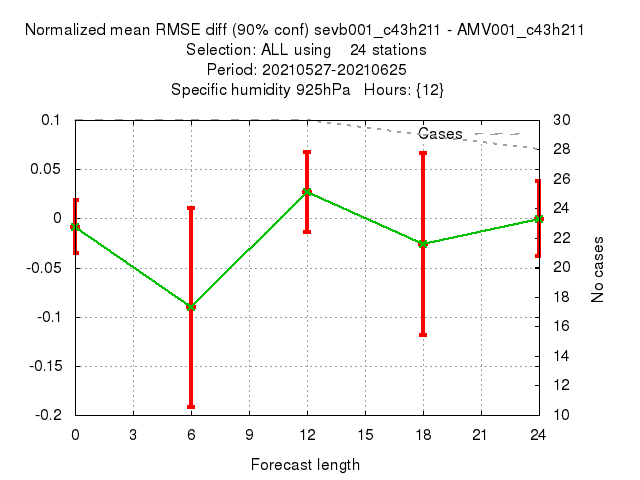 Normalized mean RMSE diff (90% conf) sevb001_c43h211 - AMV001_c43h211
Selection: ALL using    24 stations
Period: 20210527-20210625
Specific humidity 925hPa   Hours: {12}
Cases
0.1
0.05
0
-0.05
-0.1
-0.15
-0.2
30
28
26
24
22
20
18
16
14
12
10
No cases
0 3 6 9 12 15 18 21 24
Forecast length